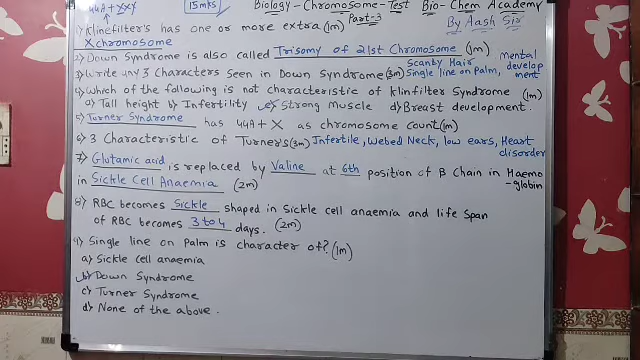 44A + XXY
15mks
Biology - Chromosome - Test Bio - Chem Academy
Part-3
By Aash Sir
1) Klinefilter's has one or more extra (1m)
X chromosome
2) Down Syndrome is also called Trisomy of 21st Chromosome (1m)
Scanty Hair mental
3) Write any 3 Characters Seen in Down Syndrome (3m) Single line on Palm, development
4) Which of the following is not characteristic of Klinfilter Syndrome (1m)
a) Tall height b) Infertility c) Strong Muscle d) Breast development.
5) Turner Syndrome has 44A + X as chromosome count (1m)
6) 3 Characteristic of Turner's (3m) Infertile, Webed Neck, low ears, Heart disorder
7) Glutamic acid is replaced by Valine at 6th position of B Chain in Haemo-globin
in Sickle Cell Anaemia (2m)
8) RBC becomes Sickle shaped in Sickle cell anaemia and life Span
of RBC becomes 3 to 4 days. (2m)
9) Single line on Palm is character of? (1m)
a) Sickle cell anaemia
b) Down Syndrome
c) Turner Syndrome
d) None of the above.